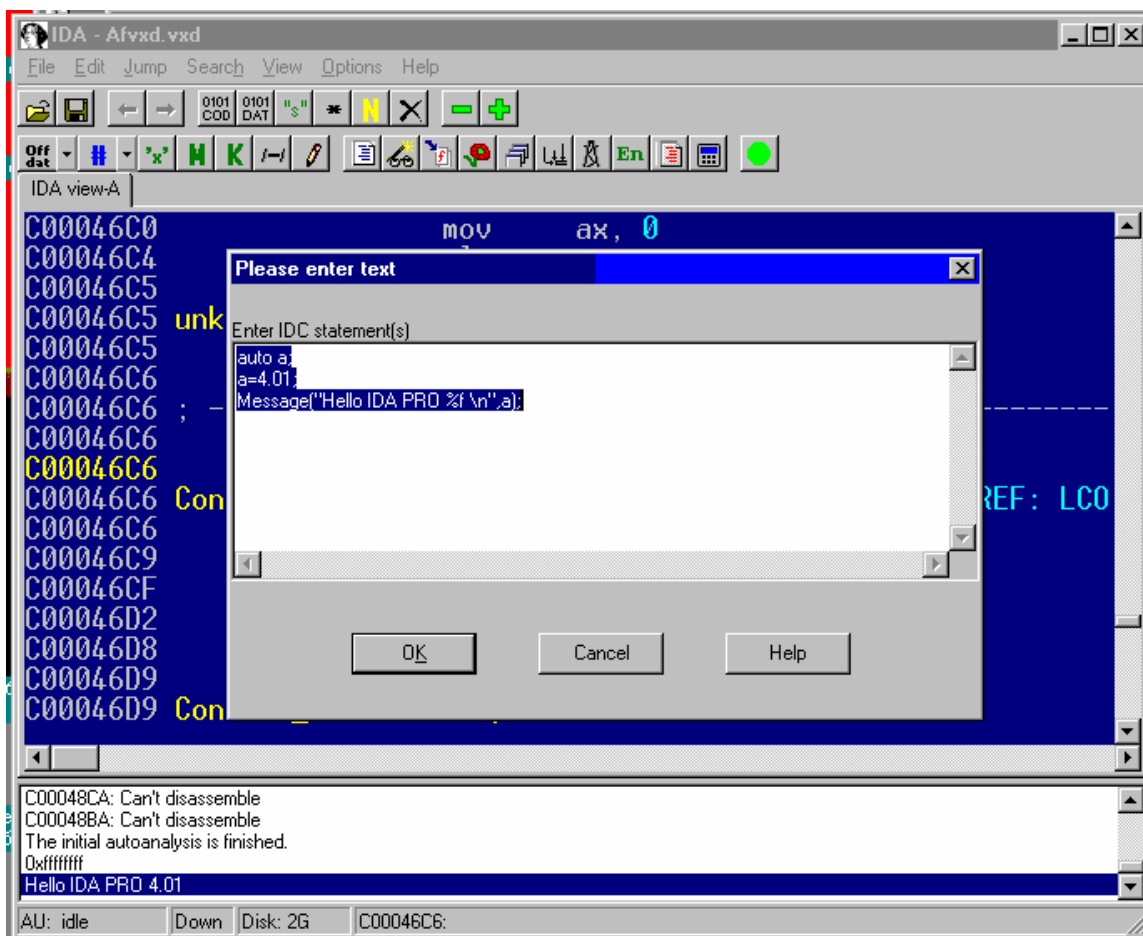 IDA - Afvxd.vxd
File Edit Jump Search View Options Help
0101 COD 0101 DAT "s" * N
Off dat # 'x' M K /—/ En
IDA view-A
C00046C0 mov ax, 0
C00046C4
C00046C5
C00046C5 unk
C00046C5
C00046C6
C00046C6 ; -
C00046C6
C00046C6
C00046C6 Con REF: LC0
C00046C6
C00046C9
C00046CF
C00046D2
C00046D8
C00046D9
C00046D9 Con
Please enter text
Enter IDC statement(s)
auto a;
a=4.01;
Message("Hello IDA PRO %f \n",a);
OK Cancel Help
C00048CA: Can't disassemble
C00048BA: Can't disassemble
The initial autoanalysis is finished.
0xffffffff
Hello IDA PRO 4.01
AU: idle Down Disk: 2G C00046C6: